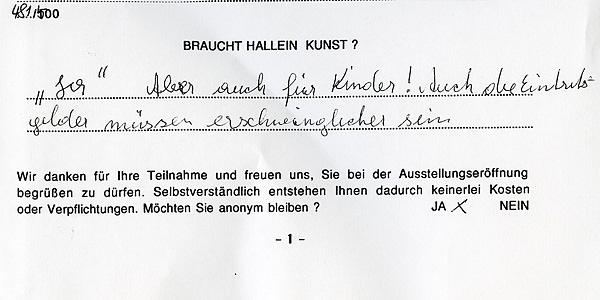 491/500
BRAUCHT HALLEIN KUNST ?
„Ja“ Aber auch für Kinder! Auch die Eintritts-
gelder müssen erschwinglicher sein
Wir danken für Ihre Teilnahme und freuen uns, Sie bei der Ausstellungseröffnung
begrüßen zu dürfen. Selbstverständlich entstehen Ihnen dadurch keinerlei Kosten
oder Verpflichtungen. Möchten Sie anonym bleiben ? JA X NEIN
- 1 -